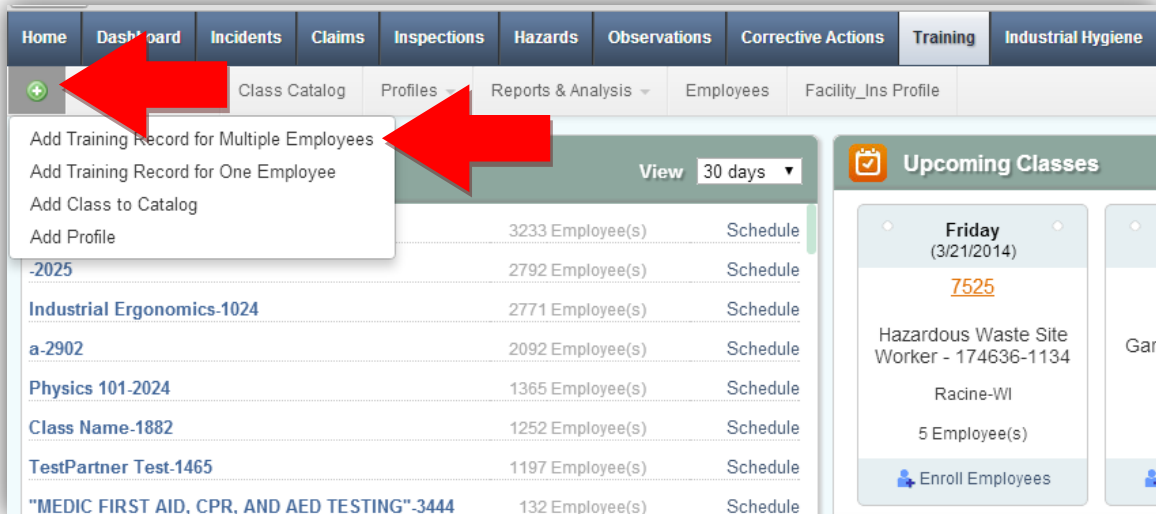 Home Dashboard Incidents Claims Inspections Hazards Observations Corrective Actions Training Industrial Hygiene
Class Catalog Profiles Reports & Analysis Employees Facility_Ins Profile
Add Training Record for Multiple Employees
Add Training Record for One Employee
Add Class to Catalog
Add Profile
View 30 days
3233 Employee(s) Schedule
-2025 2792 Employee(s) Schedule
Industrial Ergonomics-1024 2771 Employee(s) Schedule
a-2902 2092 Employee(s) Schedule
Physics 101-2024 1365 Employee(s) Schedule
Class Name-1882 1252 Employee(s) Schedule
TestPartner Test-1465 1197 Employee(s) Schedule
"MEDIC FIRST AID, CPR, AND AED TESTING"-3444 132 Employee(s) Schedule
Upcoming Classes
Friday
(3/21/2014)
7525
Hazardous Waste Site
Worker - 174636-1134
Racine-WI
5 Employee(s)
Enroll Employees